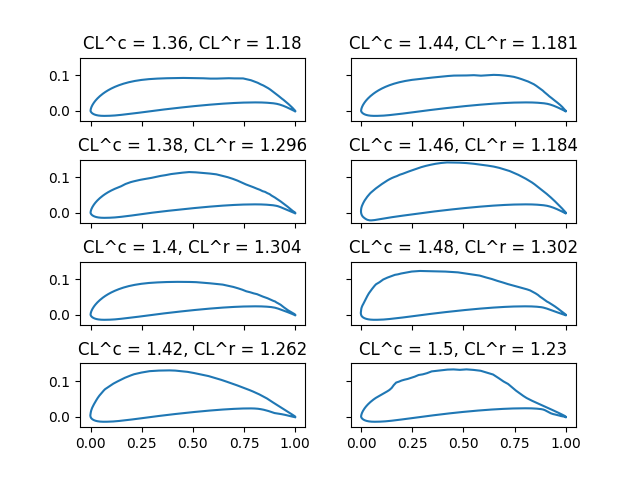 CL^c = 1.36, CL^r = 1.18
CL^c = 1.44, CL^r = 1.181
0.1
0.0
CL^c = 1.38, CL^r = 1.296
CL^c = 1.46, CL^r = 1.184
0.1
0.0
CL^c = 1.4, CL^r = 1.304
CL^c = 1.48, CL^r = 1.302
0.1
0.0
CL^c = 1.42, CL^r = 1.262
CL^c = 1.5, CL^r = 1.23
0.1
0.0
0.00 0.25 0.50 0.75 1.00
0.00 0.25 0.50 0.75 1.00